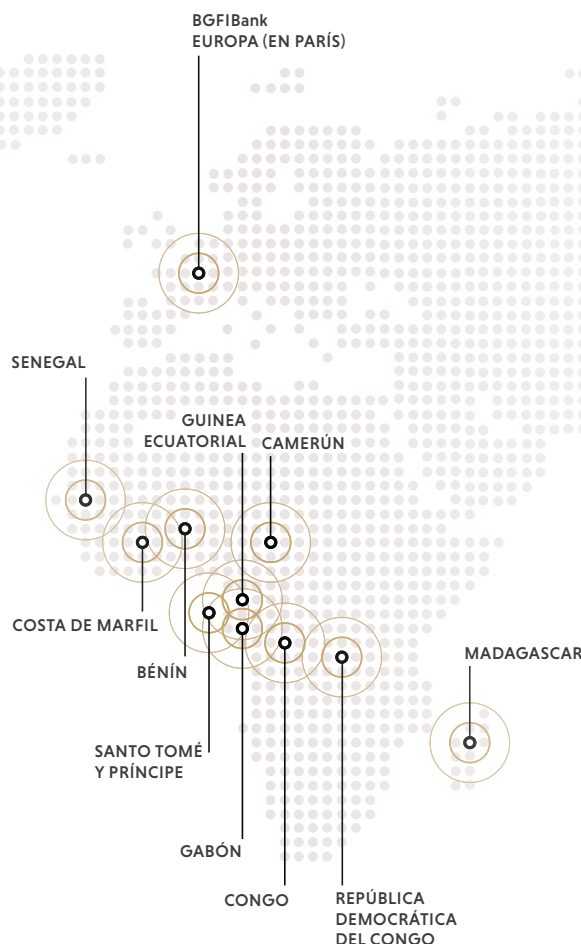 BGFIBank
EUROPA (EN PARÍS)
SENEGAL
GUINEA
ECUATORIAL
CAMERÚN
COSTA DE MARFIL
BÉNÍN
MADAGASCAR
SANTO TOMÉ
Y PRÍNCIPE
GABÓN
CONGO
REPÚBLICA
DEMOCRÁTICA
DEL CONGO